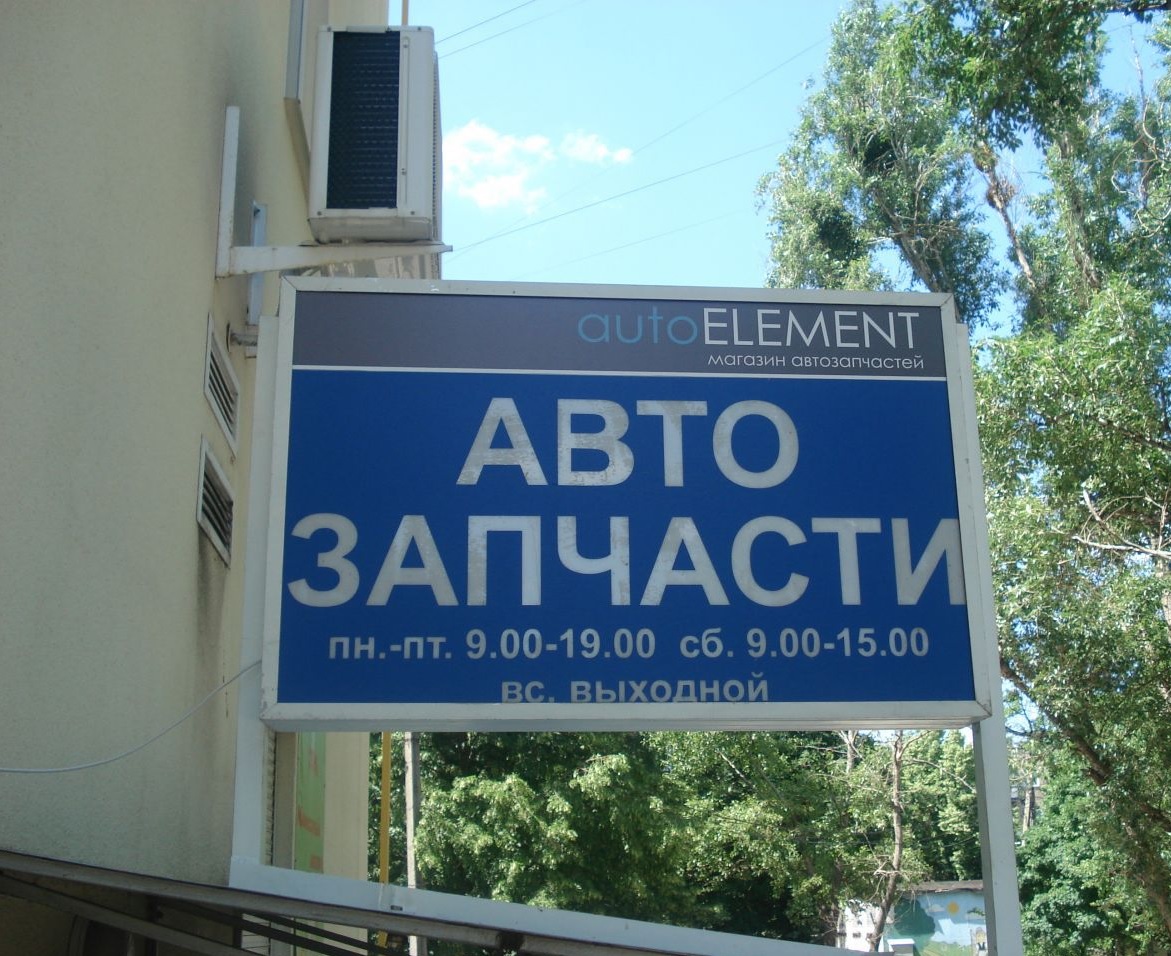 autoELEMENT
магазин автозапчастей
АВТО
ЗАПЧАСТИ
пн.-пт. 9.00-19.00 сб. 9.00-15.00
вс. выходной